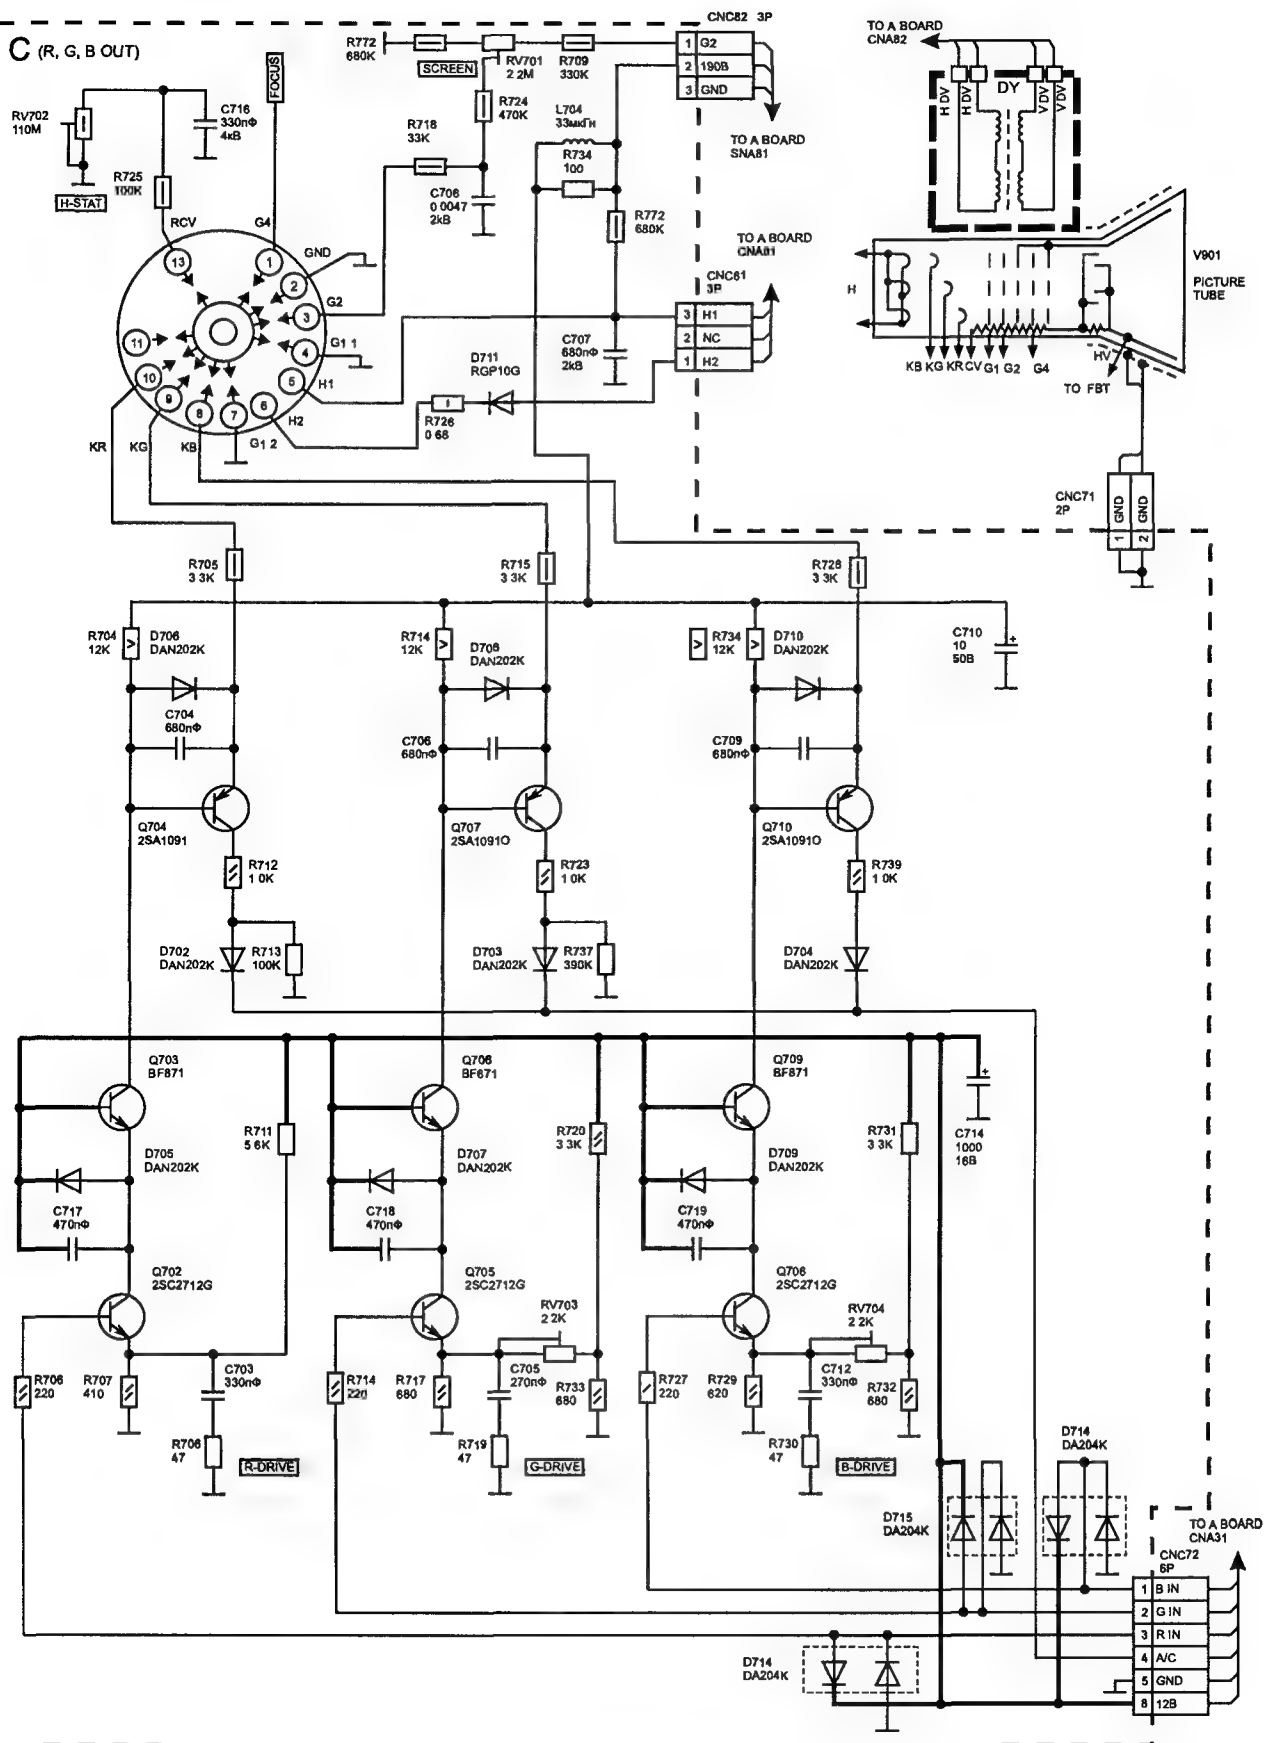 C (R, G, B OUT)
FOCUS
R772
680K
SCREEN
RV701
2 2M
R709
330K
CNC82 3P
1 G2
2 190B
3 GND
TO A BOARD
SNA81
TO A BOARD
CNA82
H DV
H DV
DY
V DV
V DV
RV702
110M
C716
330пФ
4кВ
R725
100K
H-STAT
RCV
G4
R724
470K
R718
33K
L704
33мкГн
R734
100
C706
0 0047
2kB
R772
680K
TO A BOARD
CNA81
CNC61
3P
3 H1
2 NC
1 H2
V901
PICTURE
TUBE
H
KB KG KR CV G1 G2 G4
HV
TO FBT
GND
G2
G1 1
H1
H2
G1 2
KB
KG
KR
13
1
2
3
4
5
6
7
8
9
10
11
D711
RGP10G
C707
680пФ
2kB
R726
0 68
CNC71
2P
GND
GND
1
2
R705
3 3K
R715
3 3K
R728
3 3K
R704
12K
D706
DAN202K
R714
12K
D708
DAN202K
R734
12K
D710
DAN202K
C710
10
50B
+
C704
680пФ
C706
680пФ
C709
680пФ
Q704
2SA1091
Q707
2SA1091O
Q710
2SA1091O
R712
1 0K
R723
1 0K
R739
1 0K
D702
DAN202K
R713
100K
D703
DAN202K
R737
390K
D704
DAN202K
Q703
BF871
Q706
BF671
Q709
BF871
R711
5 6K
R720
3 3K
R731
3 3K
+
C714
1000
16B
D705
DAN202K
D707
DAN202K
D709
DAN202K
C717
470пФ
C718
470пФ
C719
470пФ
Q702
2SC2712G
Q705
2SC2712G
Q706
2SC2712G
RV703
2 2K
RV704
2 2K
R706
220
R707
410
C703
330пФ
R714
220
R717
680
C705
270пФ
R733
680
R727
220
R729
620
C712
330пФ
R732
680
R706
47
R-DRIVE
R719
47
G-DRIVE
R730
47
B-DRIVE
D714
DA204K
D715
DA204K
TO A BOARD
CNA31
CNC72
6P
1 B IN
2 G IN
3 R IN
4 A/C
5 GND
8 12B
D714
DA204K